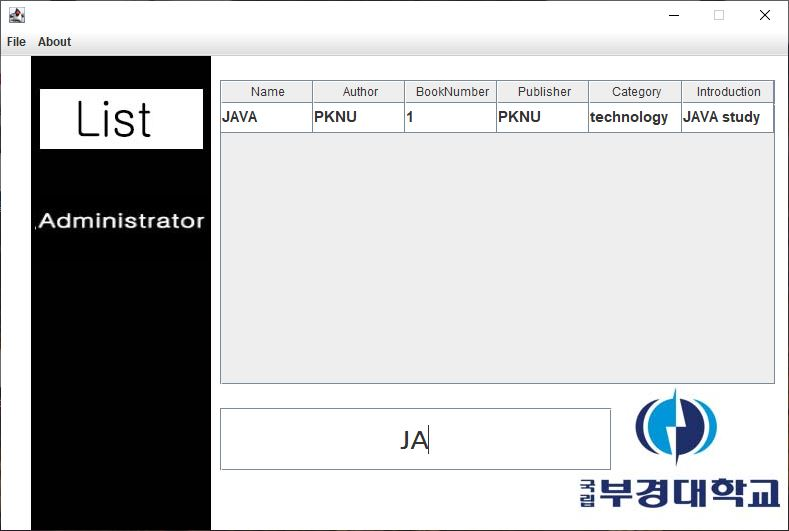 File About
List
Administrator
Name Author BookNumber Publisher Category Introduction
JAVA PKNU 1 PKNU technology JAVA study
JA
국립 부경대학교